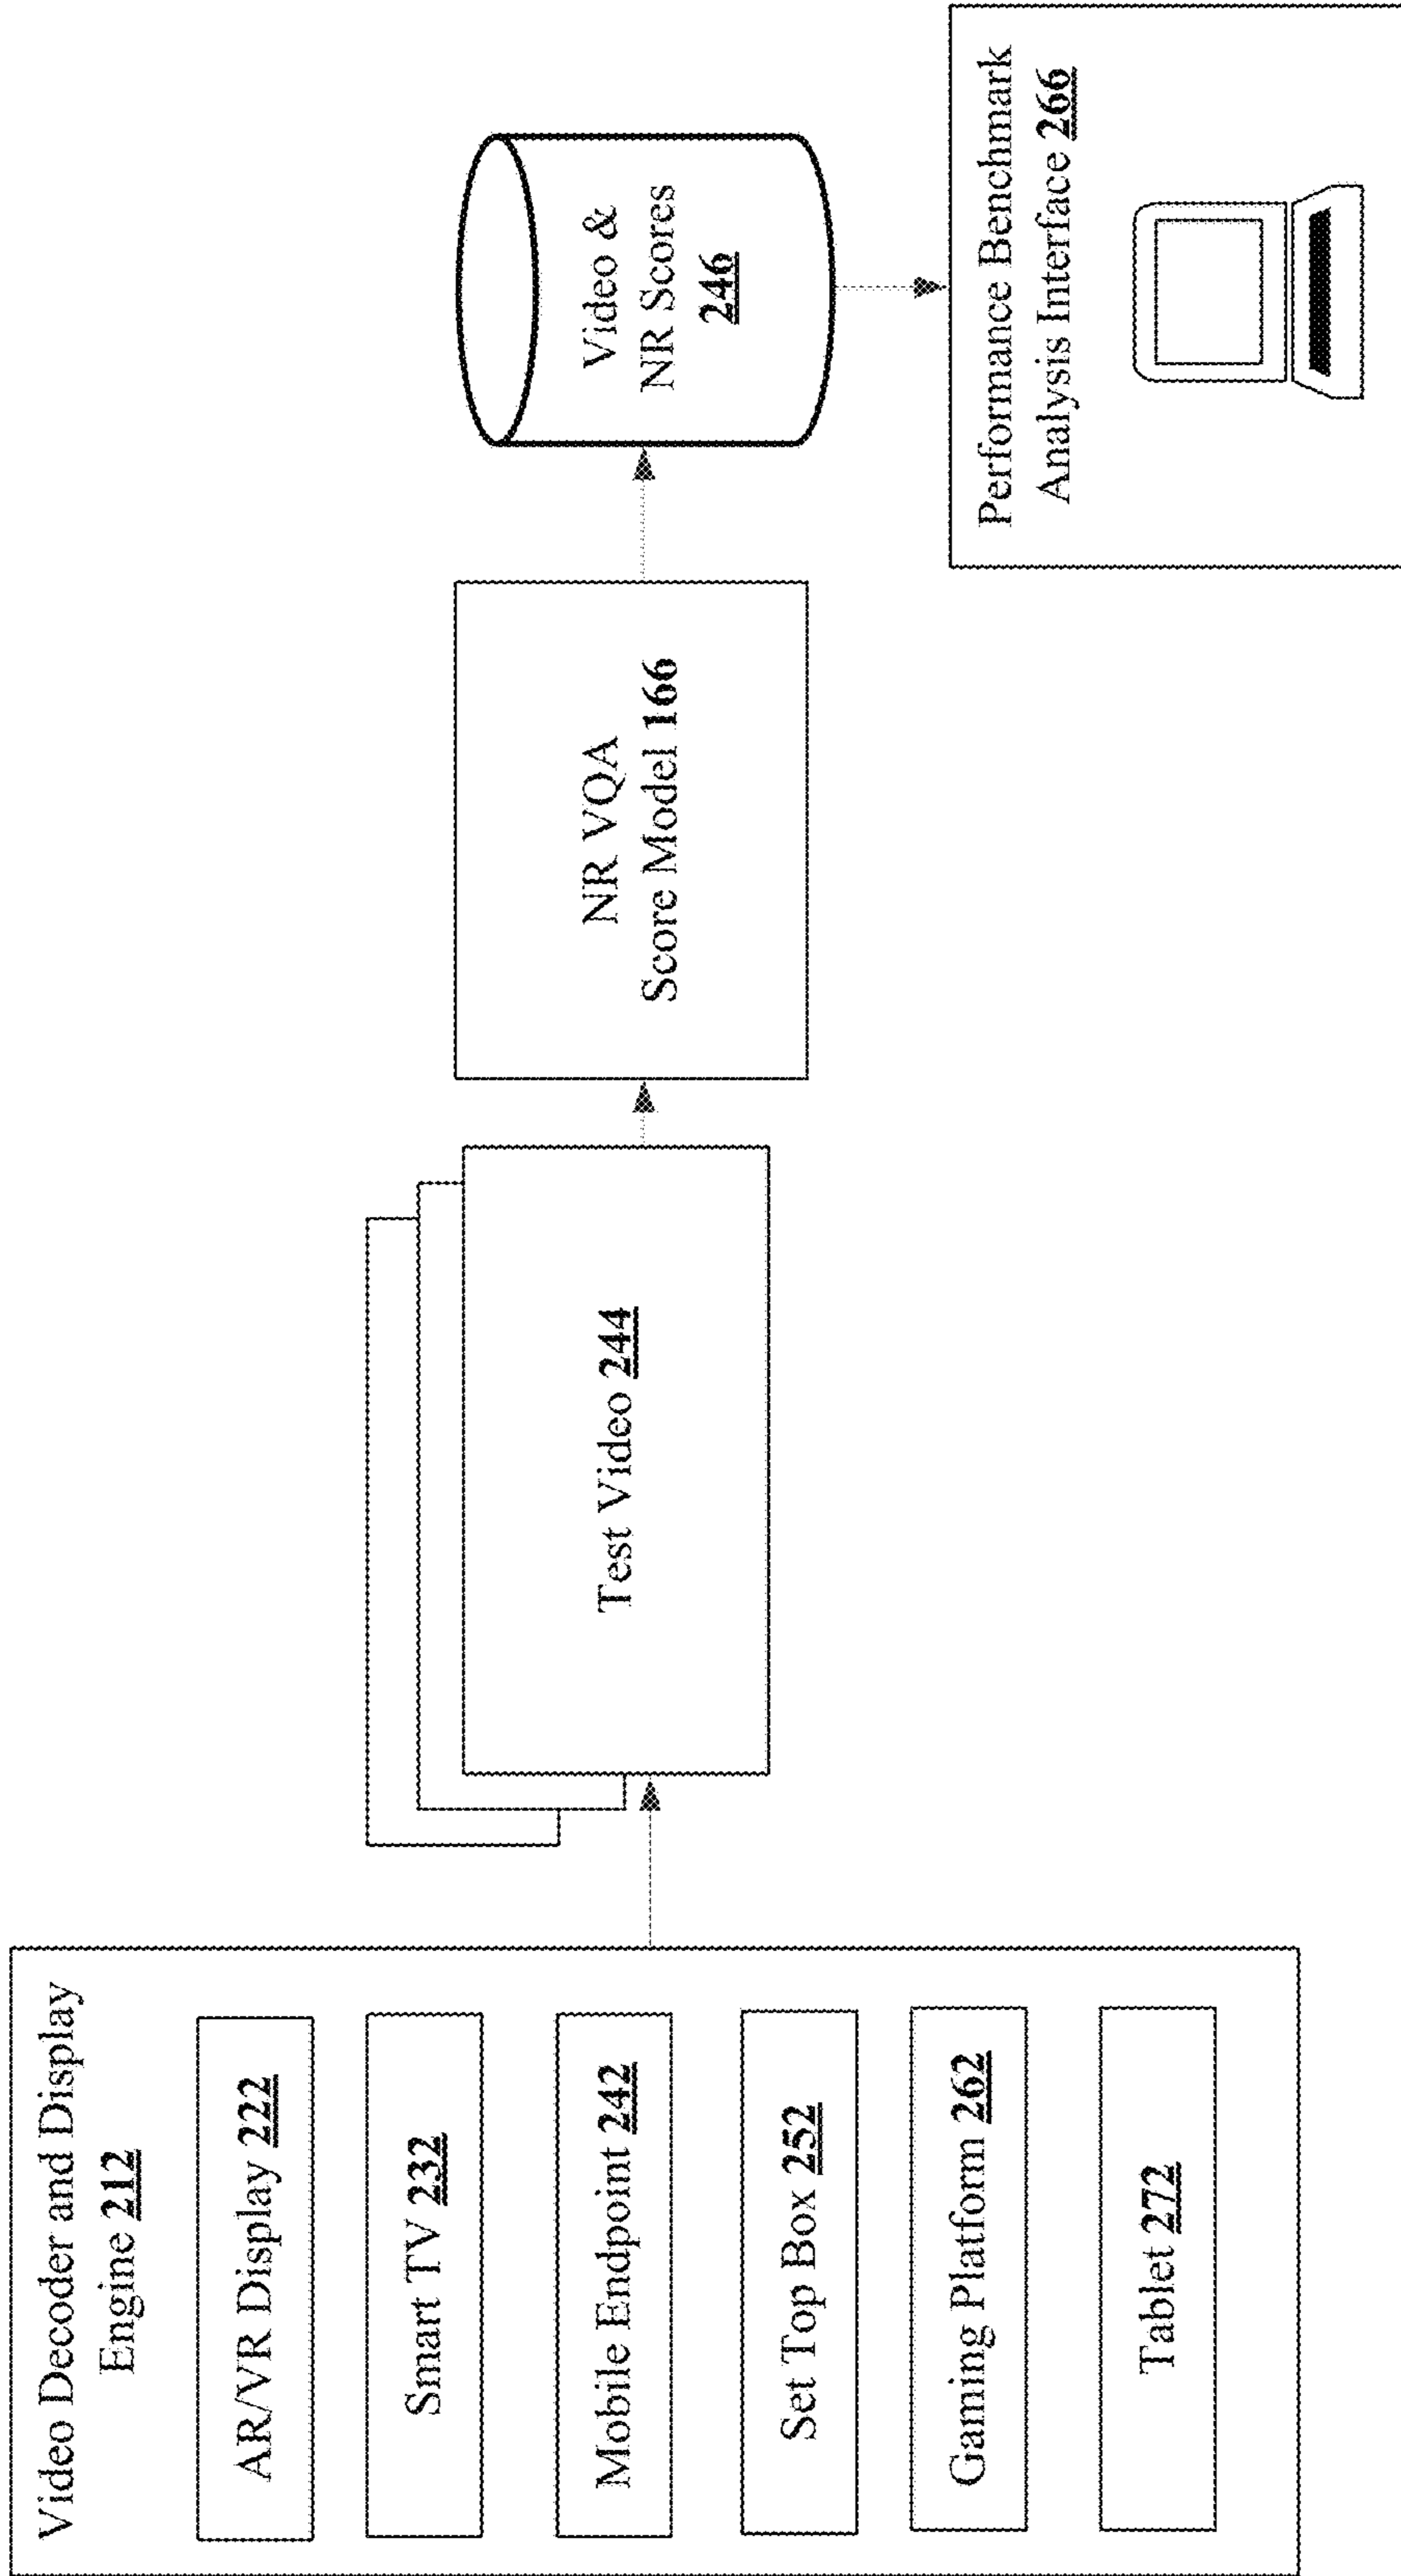 Video Decoder and Display
Engine 212
AR/VR Display 222
Smart TV 232
Mobile Endpoint 242
Set Top Box 252
Gaming Platform 262
Tablet 272
Test Video 244
NR VQA
Score Model 166
Video &
NR Scores
246
Performance Benchmark
Analysis Interface 266